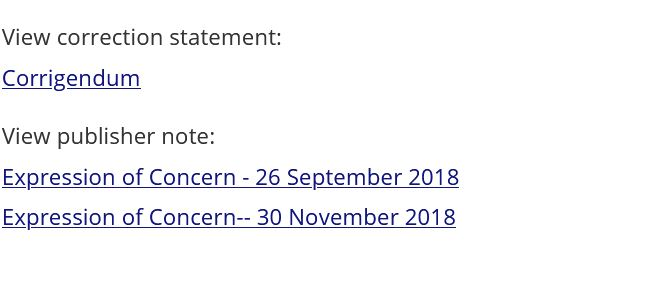 View correction statement:
Corrigendum
View publisher note:
Expression of Concern - 26 September 2018
Expression of Concern-- 30 November 2018